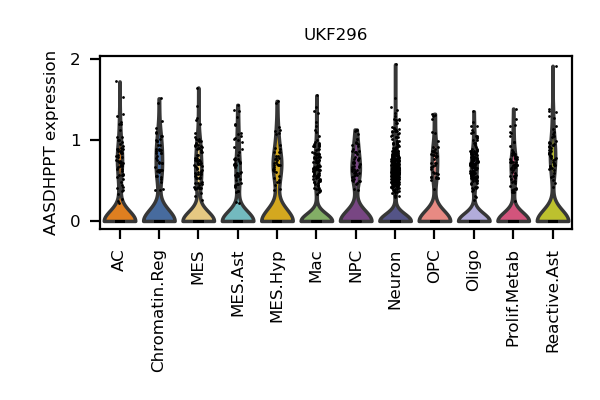 UKF296
AASDHPPT expression
2
1
0
AC
Chromatin.Reg
MES
MES.Ast
MES.Hyp
Mac
NPC
Neuron
OPC
Oligo
Prolif.Metab
Reactive.Ast